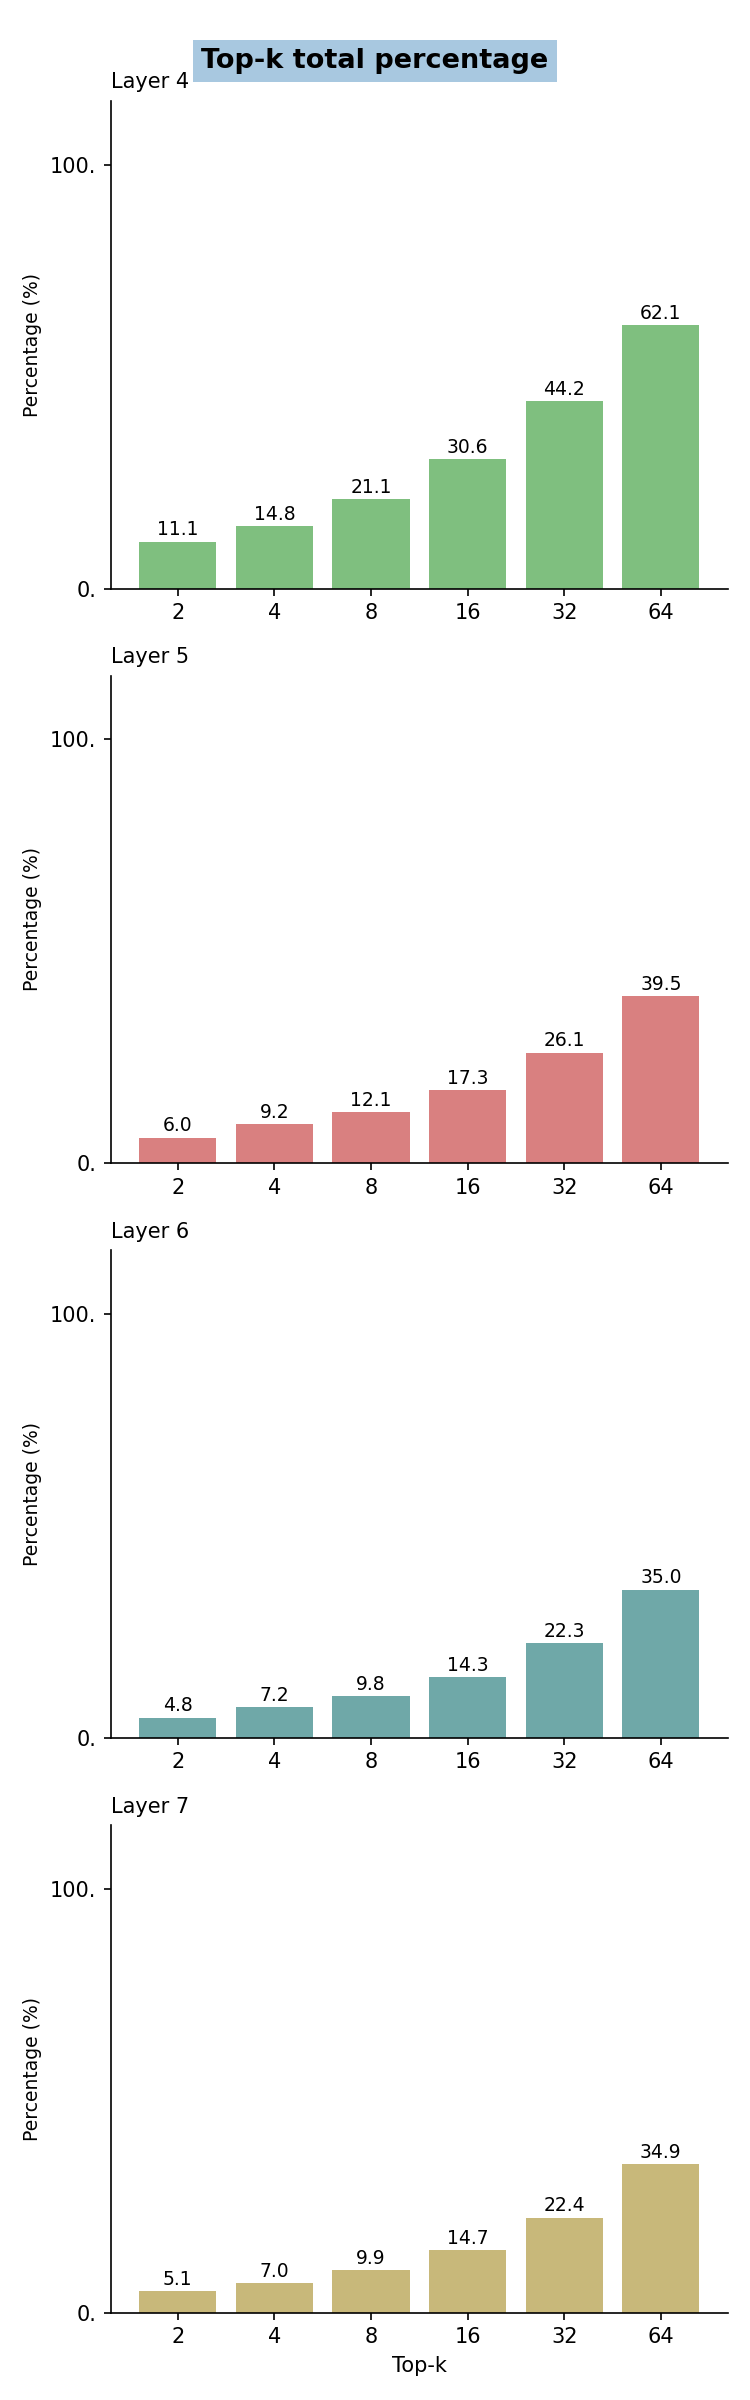 Top-k total percentage
Layer 4
100.
Percentage (%)
62.1
44.2
30.6
21.1
14.8
11.1
0.
2 4 8 16 32 64
Layer 5
100.
Percentage (%)
39.5
26.1
17.3
12.1
9.2
6.0
0.
2 4 8 16 32 64
Layer 6
100.
Percentage (%)
35.0
22.3
14.3
9.8
7.2
4.8
0.
2 4 8 16 32 64
Layer 7
100.
Percentage (%)
34.9
22.4
14.7
9.9
7.0
5.1
0.
2 4 8 16 32 64
Top-k